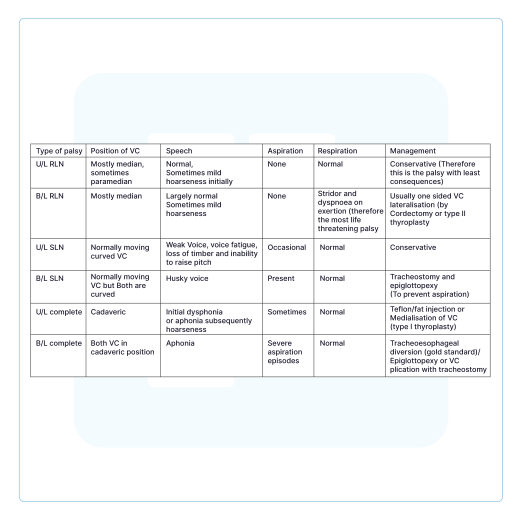 Type of palsy Position of VC Speech Aspiration Respiration Management
U/L RLN
Mostly median,
sometimes
paramedian
Normal,
Sometimes mild
hoarseness initially
None
Normal
Conservative (Therefore
this is the palsy with least
consequences)
B/L RLN
Mostly median
Largely normal
Sometimes mild
hoarseness
None
Stridor and
dyspnoea on
exertion (therefore
the most life
threatening palsy
Usually one sided VC
lateralisation (by
Cordectomy or type II
thyroplasty
U/L SLN
Normally moving
curved VC
Weak Voice, voice fatigue,
loss of timber and inability
to raise pitch
Occasional
Normal
Conservative
B/L SLN
Normally moving
VC but Both are
curved
Husky voice
Present
Normal
Tracheostomy and
epiglottopexy
(To prevent aspiration)
U/L complete
Cadaveric
Initial dysphonia
or aphonia subsequently
hoarseness
Sometimes
Normal
Teflon/fat injection or
Medialisation of VC
(type I thyroplasty)
B/L complete
Both VC in
cadaveric position
Aphonia
Severe
aspiration
episodes
Normal
Tracheoesophageal
diversion (gold standard)/
Epiglottopexy or VC
plication with tracheostomy